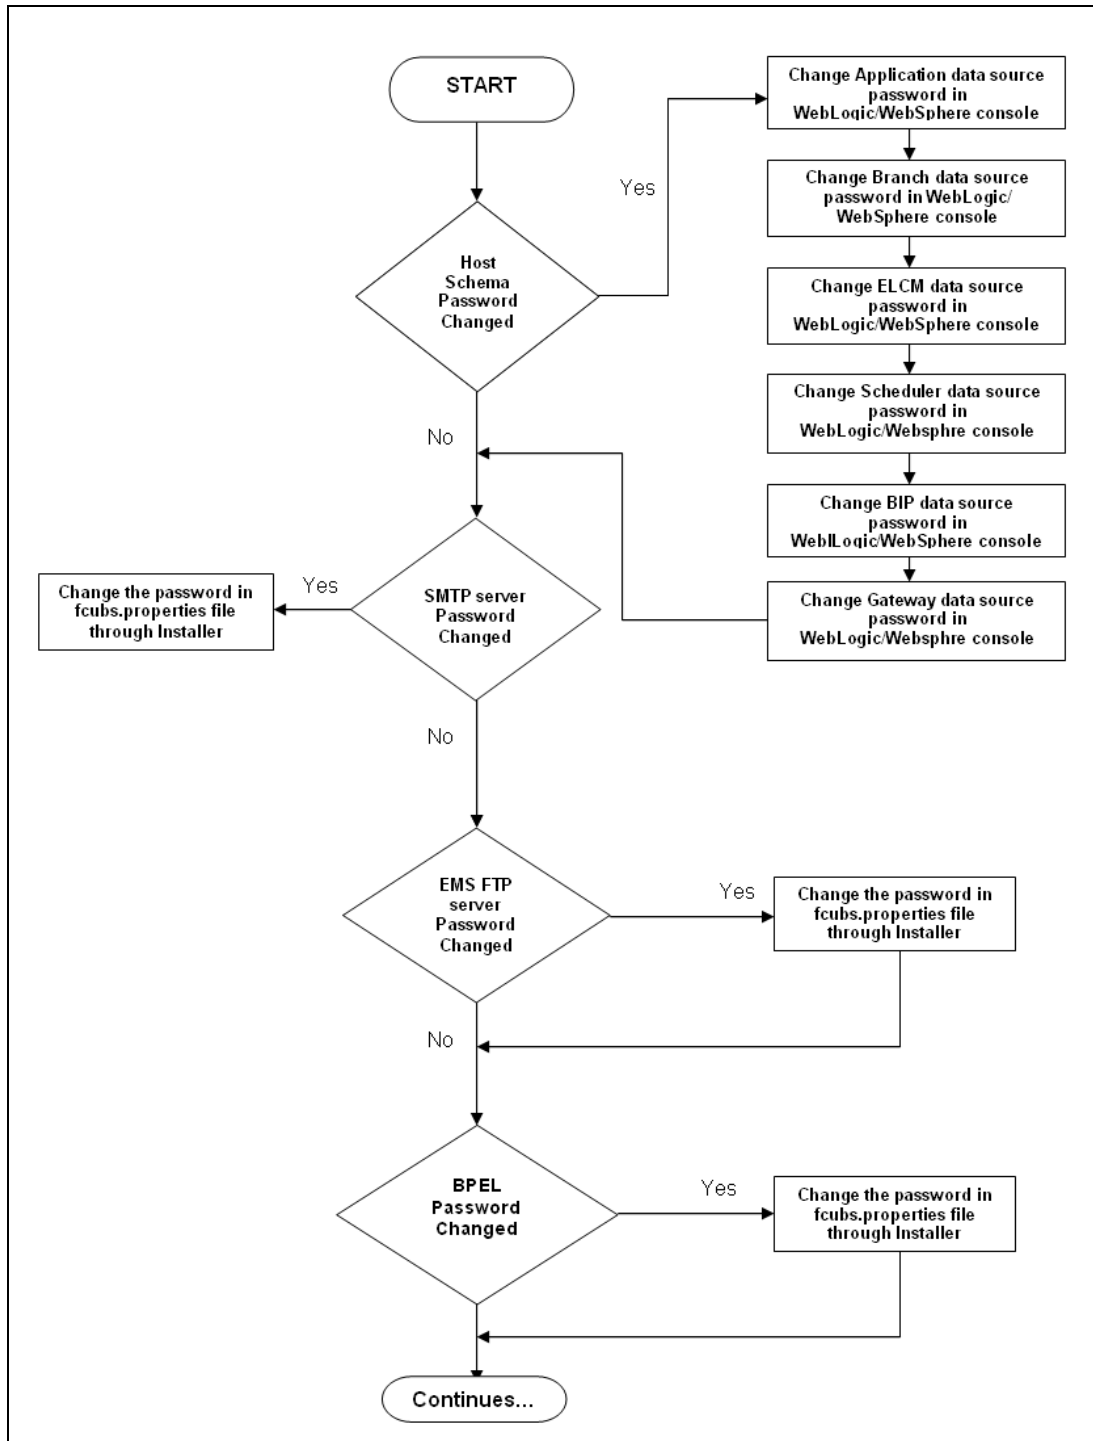 START
Host
Schema
Password
Changed
Yes
Change Application data source
password in
WebLogic/WebSphere console
Change Branch data source
password in WebLogic/
WebSphere console
Change ELCM data source
password in
WebLogic/WebSphere console
Change Scheduler data source
password in
WebLogic/Websphre console
Change BIP data source
password in
WeblLogic/WebSphere console
Change Gateway data source
password in
WebLogic/Websphre console
No
SMTP server
Password
Changed
Yes
Change the password in
fcubs.properties file
through Installer
No
EMS FTP
server
Password
Changed
Yes
Change the password in
fcubs.properties file
through Installer
No
BPEL
Password
Changed
Yes
Change the password in
fcubs.properties file
through Installer
Continues...